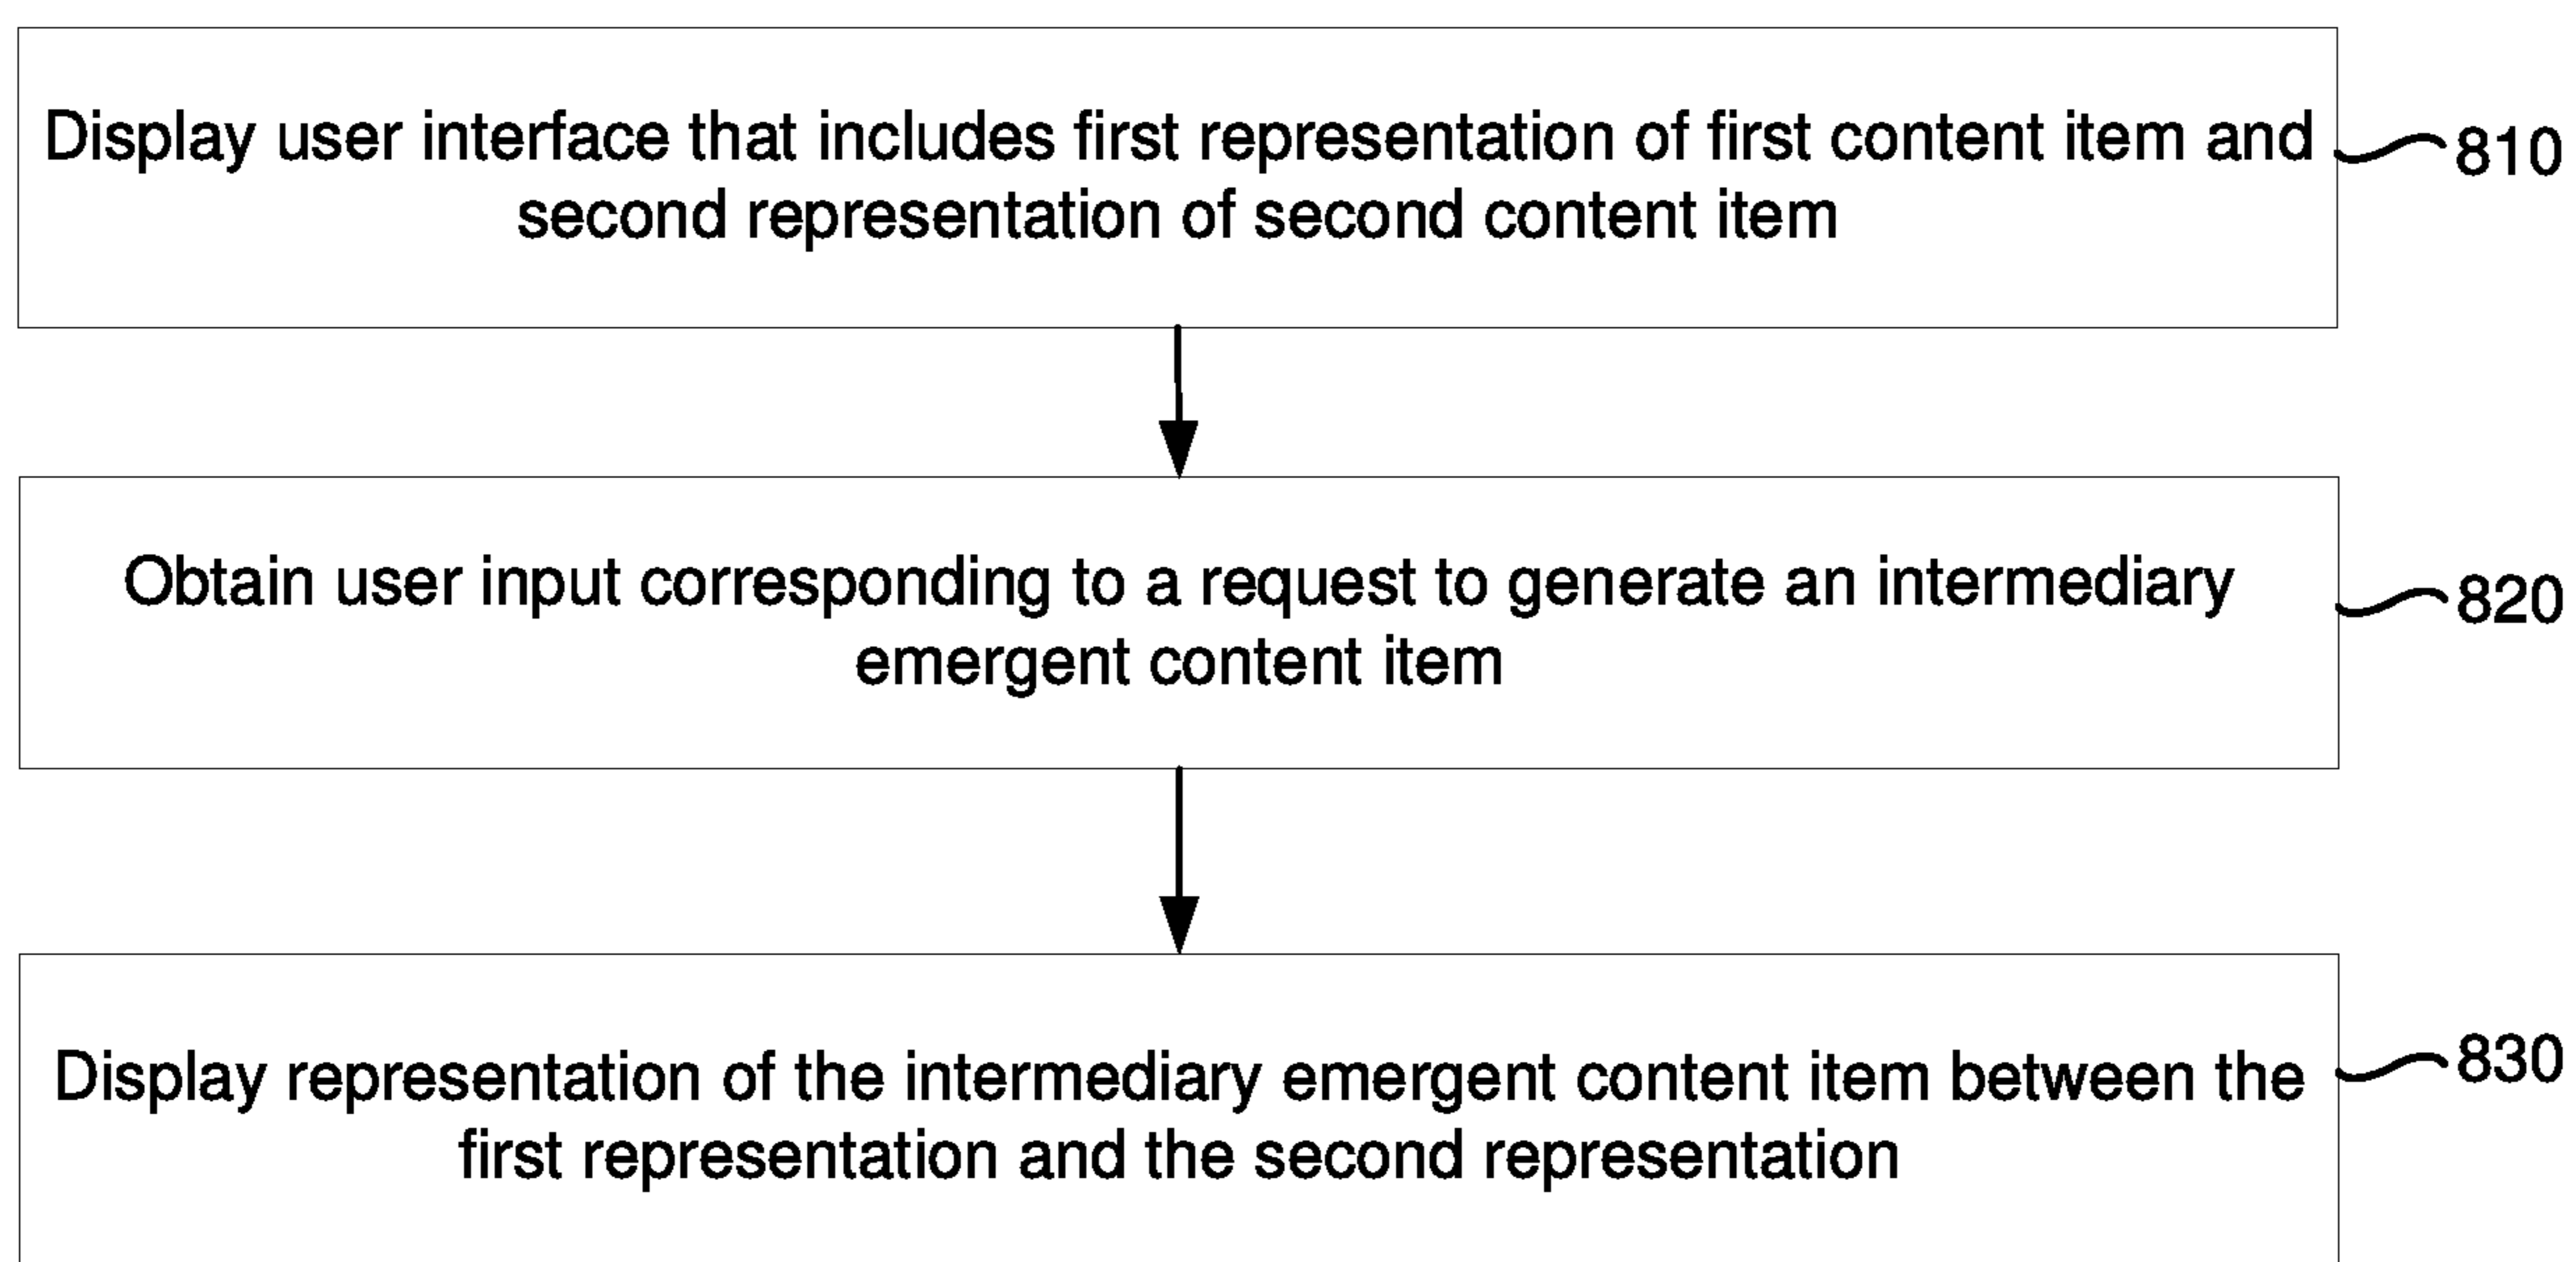 Display user interface that includes first representation of first content item and
second representation of second content item
810
Obtain user input corresponding to a request to generate an intermediary
emergent content item
820
Display representation of the intermediary emergent content item between the
first representation and the second representation
830